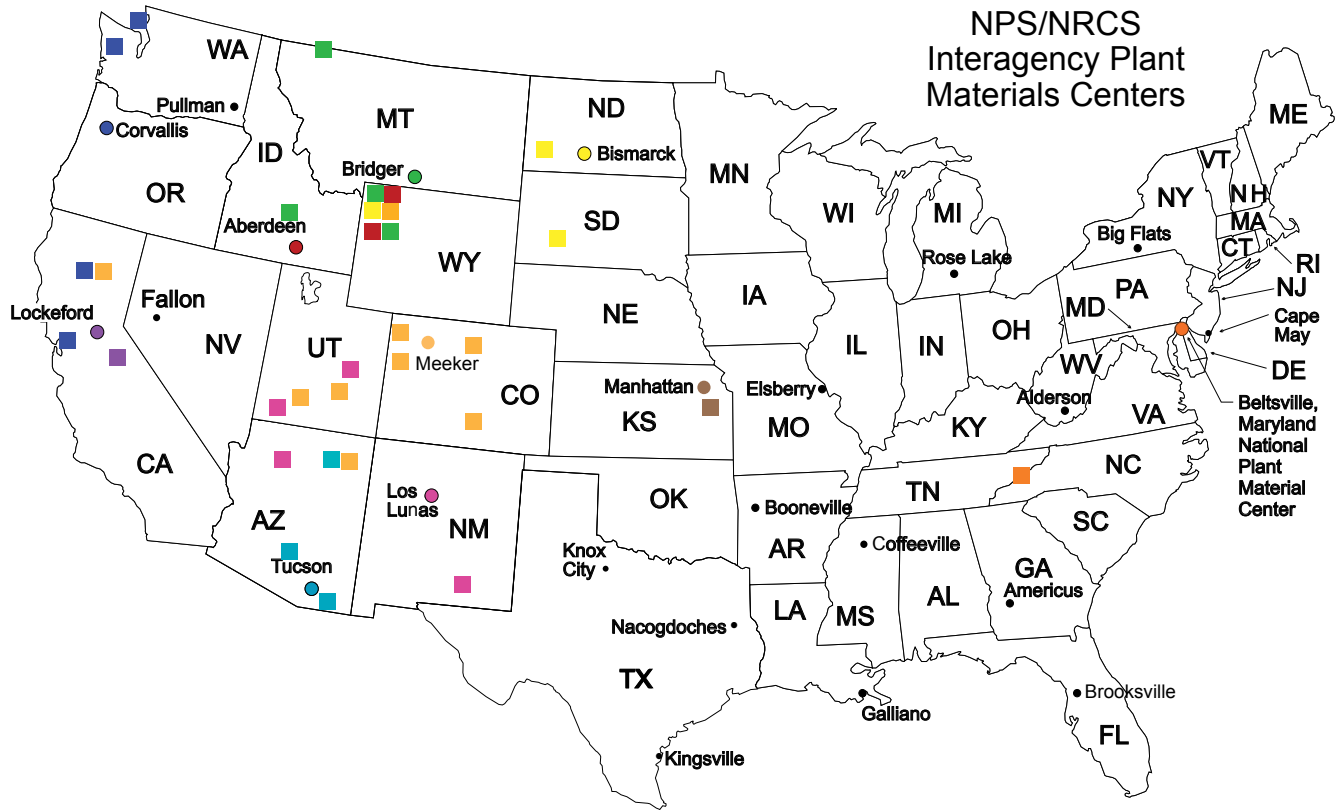 NPS/NRCS
Interagency Plant
Materials Centers
WA
Pullman
Corvallis
OR
ID
MT
Bridger
Aberdeen
WY
ND
Bismarck
SD
MN
WI
MI
Rose Lake
NY
Big Flats
VT
NH
ME
MA
CT
RI
NJ
Cape
May
PA
MD
DE
Beltsville,
Maryland
National
Plant
Material
Center
Lockeford
Fallon
NV
CA
UT
Meeker
CO
NE
IA
IL
IN
OH
WV
Alderson
VA
Manhattan
KS
Elsberry
MO
KY
NC
TN
SC
AZ
Tucson
Los
Lunas
NM
OK
Booneville
AR
Coffeeville
MS
AL
GA
Americus
Knox
City
Nacogdoches
TX
LA
Galliano
Kingsville
Brooksville
FL